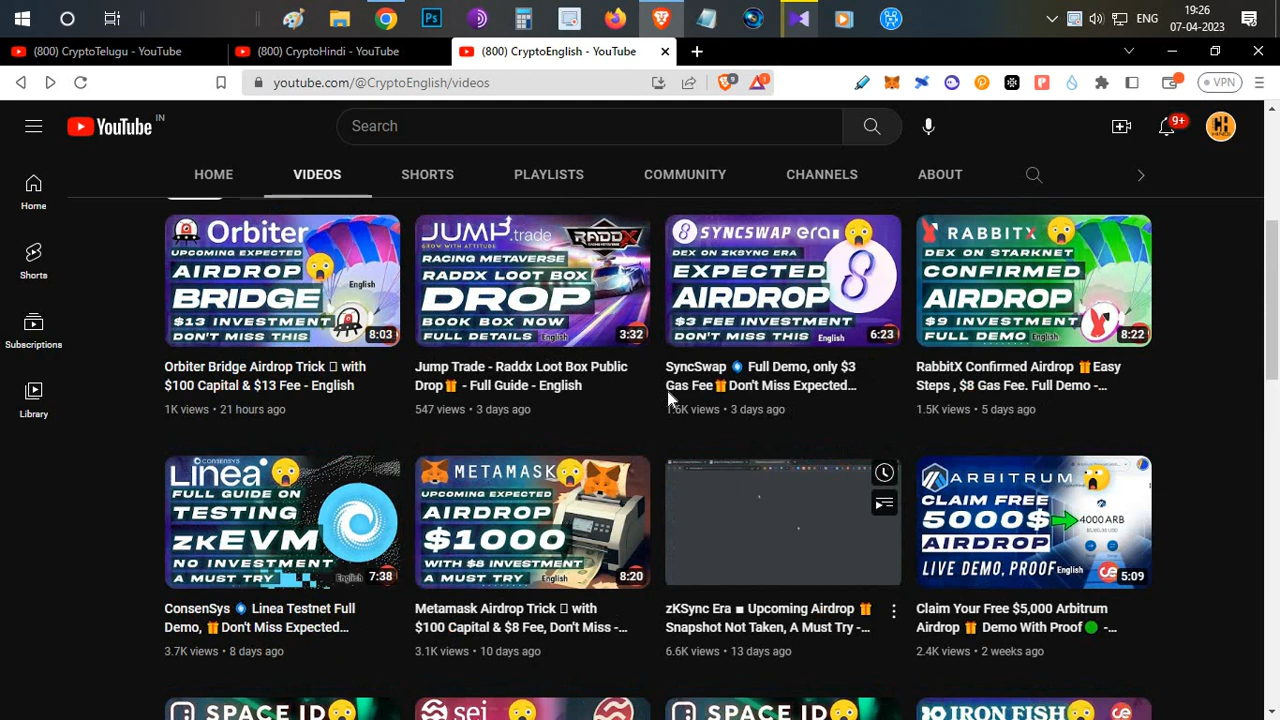 19:26
ENG
07-04-2023
(800) CryptoTelugu - YouTube
(800) CryptoHindi - YouTube
(800) CryptoEnglish - YouTube
youtube.com/@CryptoEnglish/videos
VPN
YouTube IN
Search
9+
HOME
VIDEOS
SHORTS
PLAYLISTS
COMMUNITY
CHANNELS
ABOUT
Home
Shorts
Subscriptions
Library
Orbiter
UPCOMING EXPECTED
AIRDROP
English
BRIDGE
$13 INVESTMENT
DON'T MISS THIS
8:03
Orbiter Bridge Airdrop Trick with
$100 Capital & $13 Fee - English
1K views • 21 hours ago
JUMP.trade
GROW WITH ATTITUDE
RADDX
RACING METAVERSE
RADDX LOOT BOX
DROP
BOOK BOX NOW
FULL DETAILS
English
3:32
Jump Trade - Raddx Loot Box Public
Drop🎁 - Full Guide - English
547 views • 3 days ago
SYNCSWAP era
DEX ON ZKSYNC ERA
EXPECTED
AIRDROP
$3 FEE INVESTMENT
DON'T MISS THIS
English
6:23
SyncSwap Full Demo, only $3
Gas Fee🎁Don't Miss Expected...
1.6K views • 3 days ago
RABBITX
DEX ON STARKNET
CONFIRMED
AIRDROP
$9 INVESTMENT
FULL DEMO
English
8:22
RabbitX Confirmed Airdrop 🎁Easy
Steps , $8 Gas Fee. Full Demo -...
1.5K views • 5 days ago
CONSENSYS
Linea
FULL GUIDE ON
TESTING
ZKEVM
NO INVESTMENT
A MUST TRY
English
7:38
ConsenSys Linea Testnet Full
Demo, 🎁Don't Miss Expected...
3.7K views • 8 days ago
METAMASK
UPCOMING EXPECTED
AIRDROP
$1000
WITH $8 INVESTMENT
A MUST TRY
English
8:20
Metamask Airdrop Trick with
$100 Capital & $8 Fee, Don't Miss -...
3.1K views • 10 days ago
zKSync Era ■ Upcoming Airdrop 🎁
Snapshot Not Taken, A Must Try -...
6.6K views • 13 days ago
ARBITRUM
CLAIM FREE
5000$
4000 ARB
AIRDROP
LIVE DEMO, PROOF
English
5:09
Claim Your Free $5,000 Arbitrum
Airdrop 🎁 Demo With Proof 🟢 -...
2.4K views • 2 weeks ago
SPACE ID
sei
SPACE ID
IRON FISH